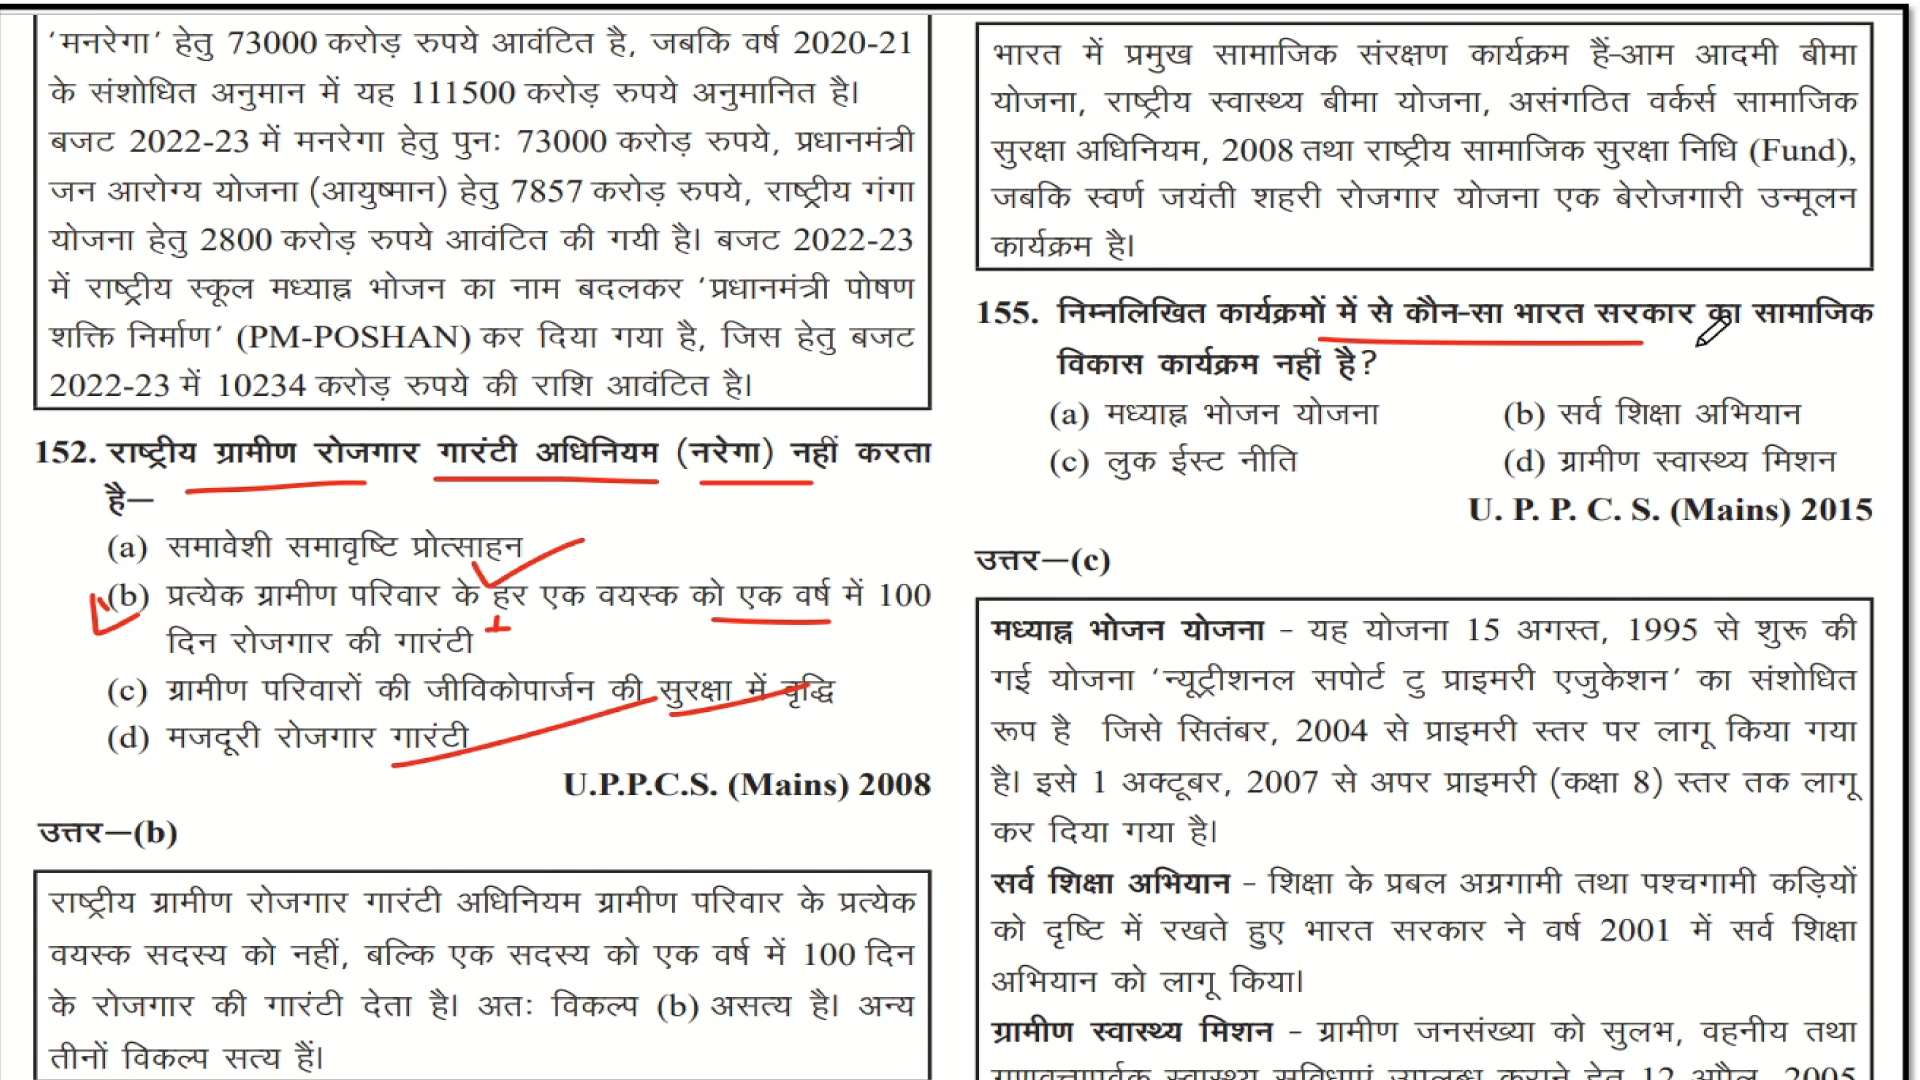 ‘मनरेगा’ हेतु 73000 करोड़ रुपये आवंटित है, जबकि वर्ष 2020-21
के संशोधित अनुमान में यह 111500 करोड़ रुपये अनुमानित है।
बजट 2022-23 में मनरेगा हेतु पुनः 73000 करोड़ रुपये, प्रधानमंत्री
जन आरोग्य योजना (आयुष्मान) हेतु 7857 करोड़ रुपये, राष्ट्रीय गंगा
योजना हेतु 2800 करोड़ रुपये आवंटित की गयी है। बजट 2022-23
में राष्ट्रीय स्कूल मध्याह्न भोजन का नाम बदलकर ‘प्रधानमंत्री पोषण
शक्ति निर्माण’ (PM-POSHAN) कर दिया गया है, जिस हेतु बजट
2022-23 में 10234 करोड़ रुपये की राशि आवंटित है।
152. राष्ट्रीय ग्रामीण रोजगार गारंटी अधिनियम (नरेगा) नहीं करता
है—
(a) समावेशी समावृष्टि प्रोत्साहन
(b) प्रत्येक ग्रामीण परिवार के हर एक वयस्क को एक वर्ष में 100
दिन रोजगार की गारंटी
(c) ग्रामीण परिवारों की जीविकोपार्जन की सुरक्षा में वृद्धि
(d) मजदूरी रोजगार गारंटी
U.P.P.C.S. (Mains) 2008
उत्तर—(b)
राष्ट्रीय ग्रामीण रोजगार गारंटी अधिनियम ग्रामीण परिवार के प्रत्येक
वयस्क सदस्य को नहीं, बल्कि एक सदस्य को एक वर्ष में 100 दिन
के रोजगार की गारंटी देता है। अतः विकल्प (b) असत्य है। अन्य
तीनों विकल्प सत्य हैं।
भारत में प्रमुख सामाजिक संरक्षण कार्यक्रम हैं-आम आदमी बीमा
योजना, राष्ट्रीय स्वास्थ्य बीमा योजना, असंगठित वर्कर्स सामाजिक
सुरक्षा अधिनियम, 2008 तथा राष्ट्रीय सामाजिक सुरक्षा निधि (Fund),
जबकि स्वर्ण जयंती शहरी रोजगार योजना एक बेरोजगारी उन्मूलन
कार्यक्रम है।
155. निम्नलिखित कार्यक्रमों में से कौन-सा भारत सरकार का सामाजिक
विकास कार्यक्रम नहीं है?
(a) मध्याह्न भोजन योजना (b) सर्व शिक्षा अभियान
(c) लुक ईस्ट नीति (d) ग्रामीण स्वास्थ्य मिशन
U. P. P. C. S. (Mains) 2015
उत्तर—(c)
मध्याह्न भोजन योजना - यह योजना 15 अगस्त, 1995 से शुरू की
गई योजना ‘न्यूट्रीशनल सपोर्ट टु प्राइमरी एजुकेशन’ का संशोधित
रूप है जिसे सितंबर, 2004 से प्राइमरी स्तर पर लागू किया गया
है। इसे 1 अक्टूबर, 2007 से अपर प्राइमरी (कक्षा 8) स्तर तक लागू
कर दिया गया है।
सर्व शिक्षा अभियान - शिक्षा के प्रबल अग्रगामी तथा पश्चगामी कड़ियों
को दृष्टि में रखते हुए भारत सरकार ने वर्ष 2001 में सर्व शिक्षा
अभियान को लागू किया।
ग्रामीण स्वास्थ्य मिशन - ग्रामीण जनसंख्या को सुलभ, वहनीय तथा
गुणवत्तापूर्वक स्वास्थ्य सुविधाएं उपलब्ध कराने हेतु 12 अप्रैल, 2005